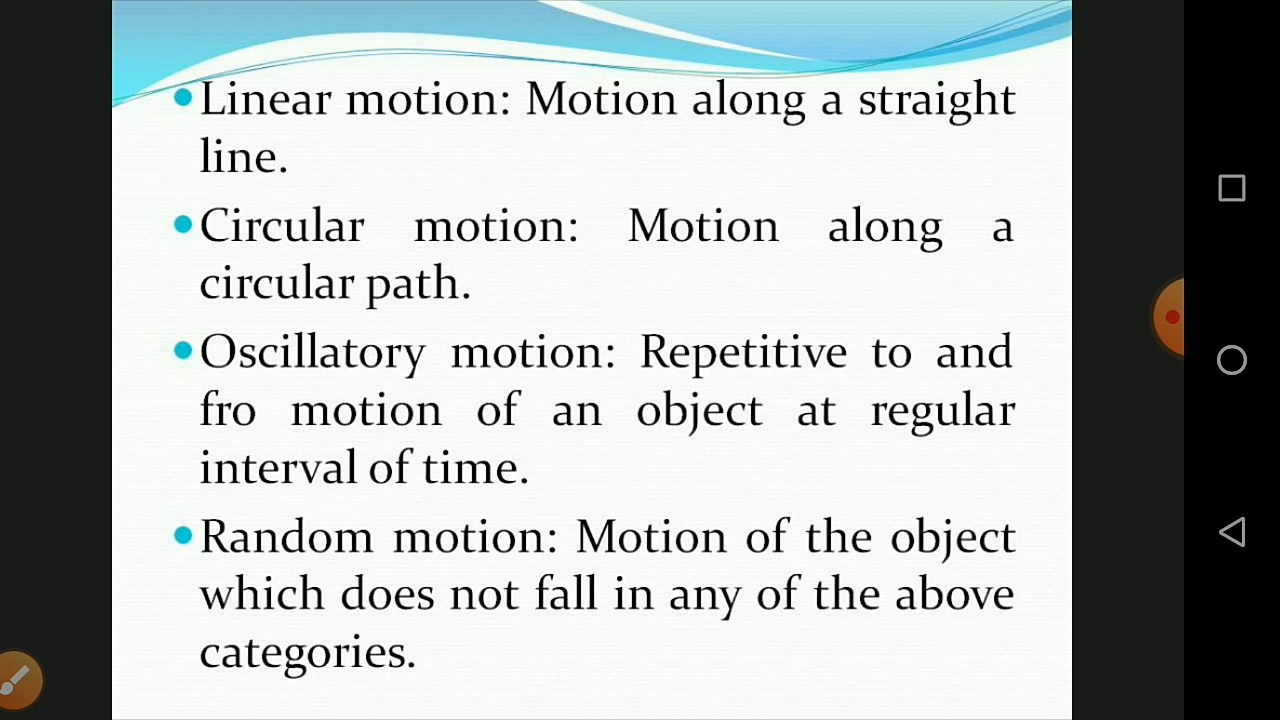 Linear motion: Motion along a straight
line.
Circular motion: Motion along a
circular path.
Oscillatory motion: Repetitive to and
fro motion of an object at regular
interval of time.
Random motion: Motion of the object
which does not fall in any of the above
categories.